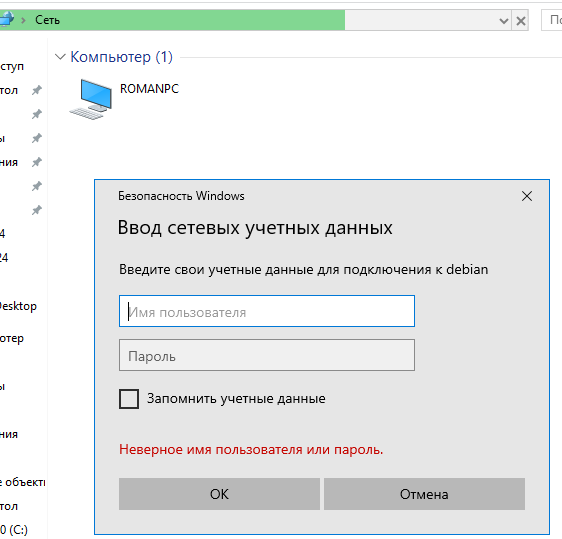 Сеть
По
Компьютер (1)
ROMANPC
ступ
тол
ы
ния
4
24
Desktop
отер
ы
ния
е объекты
тол
0 (C:)
Безопасность Windows
Ввод сетевых учетных данных
Введите свои учетные данные для подключения к debian
Имя пользователя
Пароль
Запомнить учетные данные
Неверное имя пользователя или пароль.
ОК
Отмена